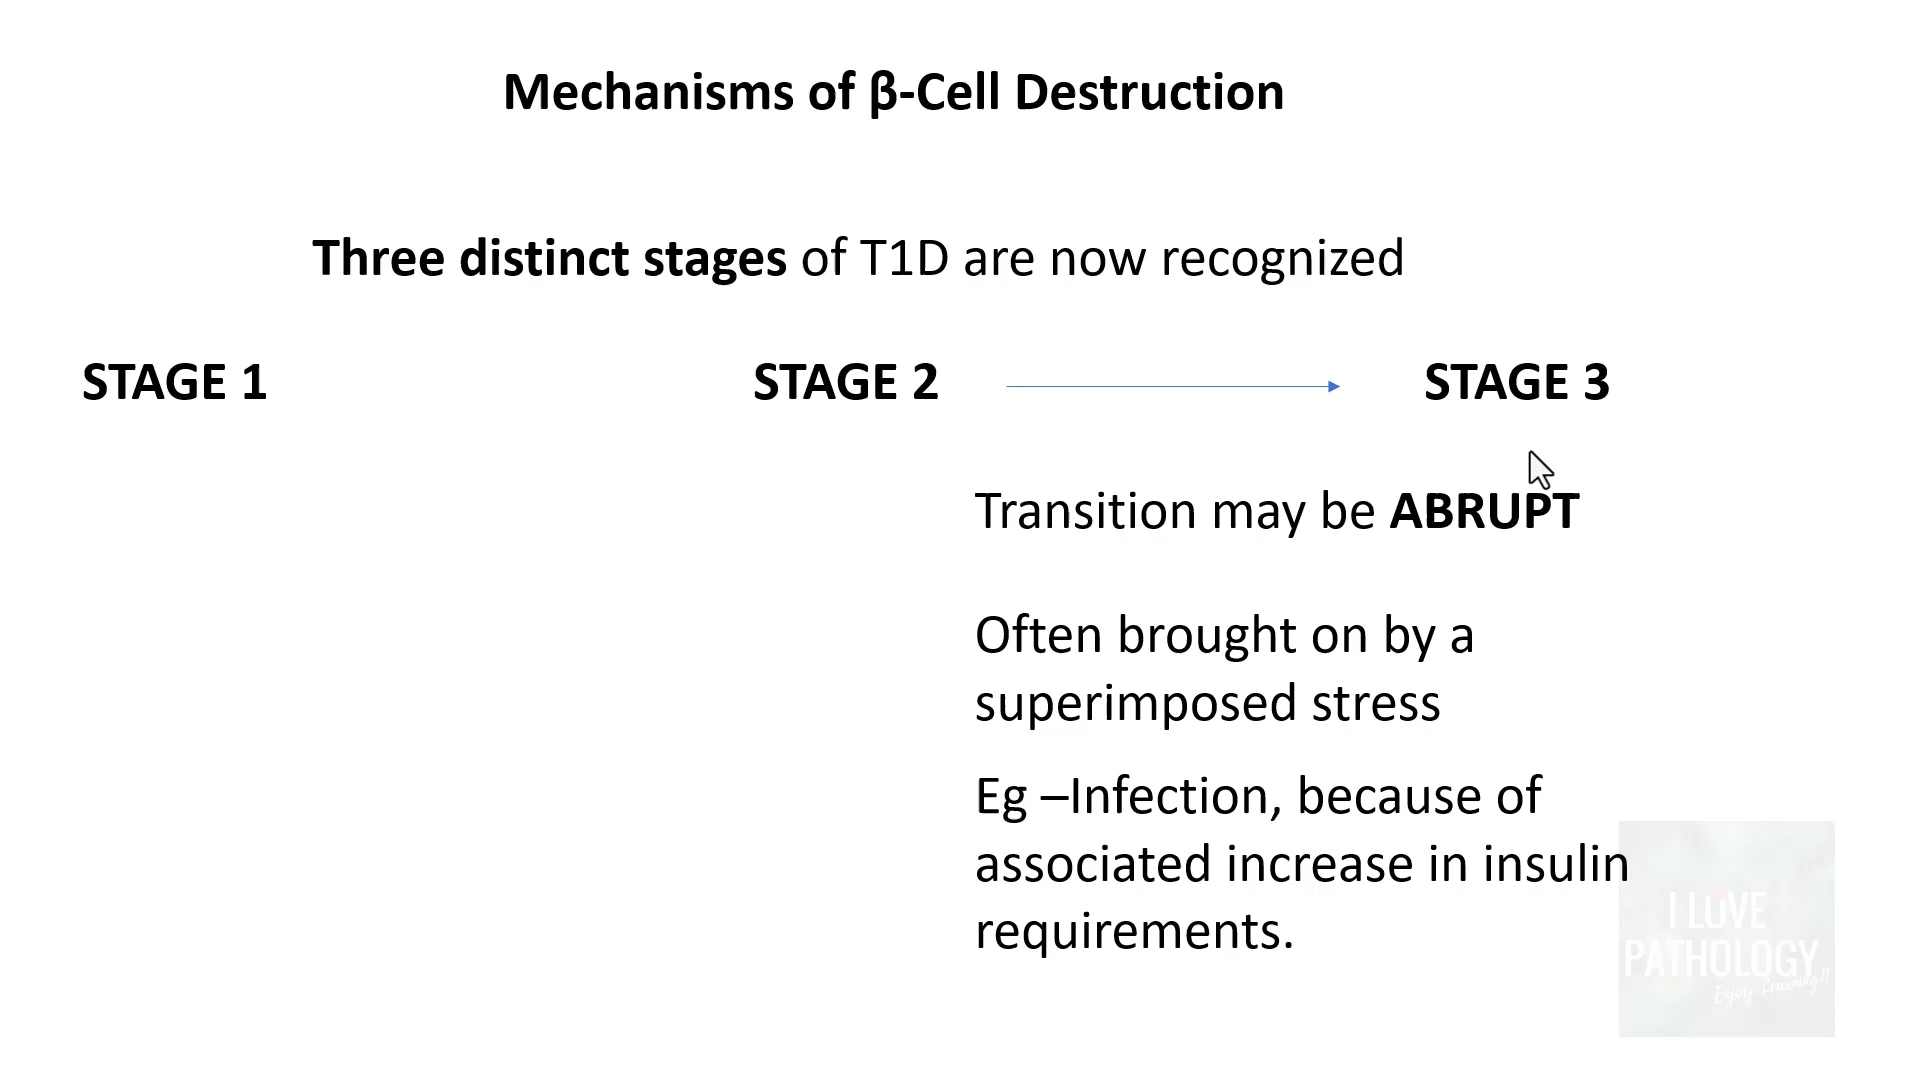 Mechanisms of β-Cell Destruction
Three distinct stages of T1D are now recognized
STAGE 1
STAGE 2
STAGE 3
Transition may be ABRUPT
Often brought on by a
superimposed stress
Eg –Infection, because of
associated increase in insulin
requirements.
I LOVE
PATHOLOGY
Enjoy Learning!!